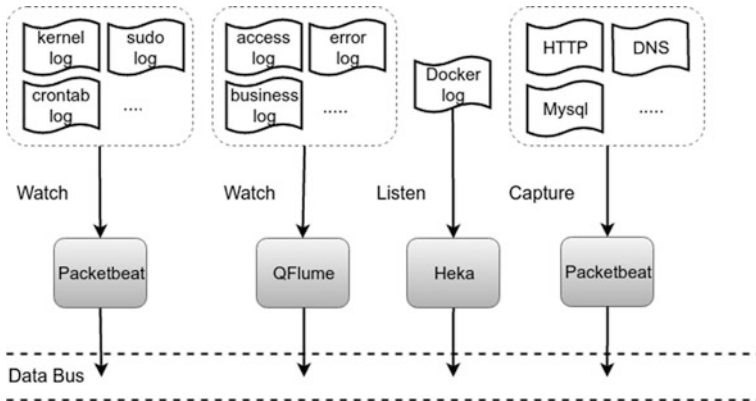 kernel
log
sudo
log
crontab
log
....
access
log
error
log
business
log
.....
Docker
log
HTTP
DNS
Mysql
.....
Watch
Watch
Listen
Capture
Packetbeat
QFlume
Heka
Packetbeat
Data Bus